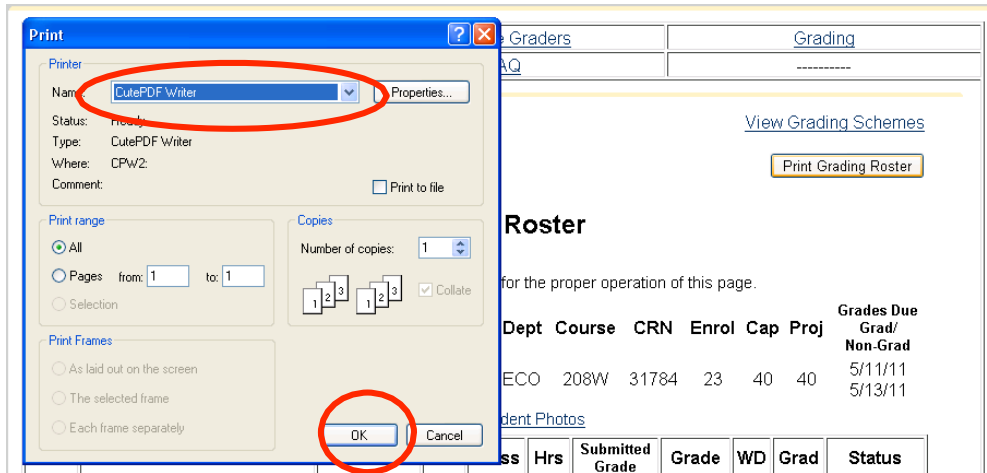 Print
Printer
Name: CutePDF Writer Properties...
Status:
Type: CutePDF Writer
Where: CPW2:
Comment: Print to file
Print range
All
Pages from: 1 to: 1
Selection
Copies
Number of copies: 1
1 2 3 1 2 3 Collate
Print Frames
As laid out on the screen
The selected frame
Each frame separately
OK Cancel
Graders Grading
AQ ----------
View Grading Schemes
Print Grading Roster
Roster
for the proper operation of this page.
Dept Course CRN Enrol Cap Proj Grades Due
Grad/
Non-Grad
ECO 208W 31784 23 40 40 5/11/11
5/13/11
dent Photos
ss Hrs Submitted
Grade Grade WD Grad Status